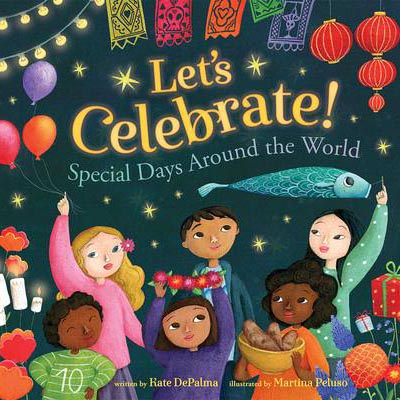 Let's
Celebrate!
Special Days Around the World
10
written by Kate DePalma
illustrated by Martina Peluso